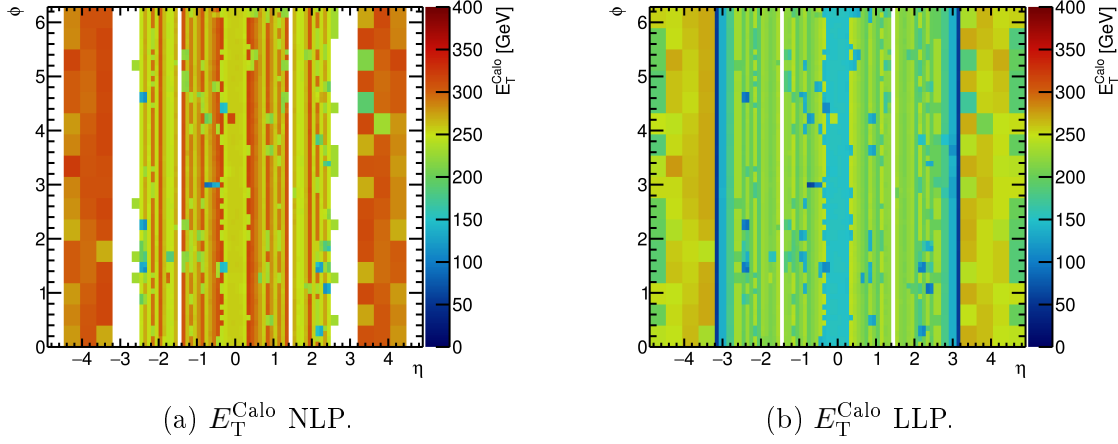 ϕ 6 5 4 3 2 1 0
−4 −3 −2 −1 0 1 2 3 4
η
400 350 300 250 200 150 100 50 0
E_T^Calo [GeV]
ϕ 6 5 4 3 2 1 0
−4 −3 −2 −1 0 1 2 3 4
η
400 350 300 250 200 150 100 50 0
E_T^Calo [GeV]
(a) E_T^Calo NLP.
(b) E_T^Calo LLP.